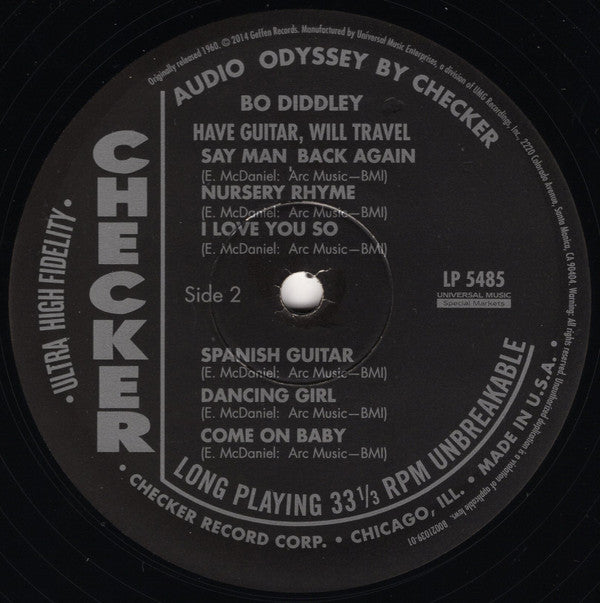 Originally released 1960. ℗ 2014 Geffen Records. Manufactured by Universal Music Enterprises, a division of UMG Recordings, Inc., 2220 Colorado Avenue, Santa Monica, CA 90404. Warning: All rights reserved. Unauthorized duplication is a violation of applicable laws. B0021039-01
AUDIO ODYSSEY BY CHECKER
BO DIDDLEY
HAVE GUITAR, WILL TRAVEL
SAY MAN, BACK AGAIN
(E. McDaniel: Arc Music—BMI)
NURSERY RHYME
(E. McDaniel: Arc Music—BMI)
I LOVE YOU SO
(E. McDaniel: Arc Music—BMI)
CHECKER
• ULTRA HIGH FIDELITY •
Side 2
LP 5485
UNIVERSAL MUSIC
Special Markets
SPANISH GUITAR
(E. McDaniel: Arc Music—BMI)
DANCING GIRL
(E. McDaniel: Arc Music—BMI)
COME ON BABY
(E. McDaniel: Arc Music—BMI)
LONG PLAYING 33 1/3 RPM UNBREAKABLE
• CHECKER RECORD CORP. • CHICAGO, ILL. • MADE IN U.S.A. •